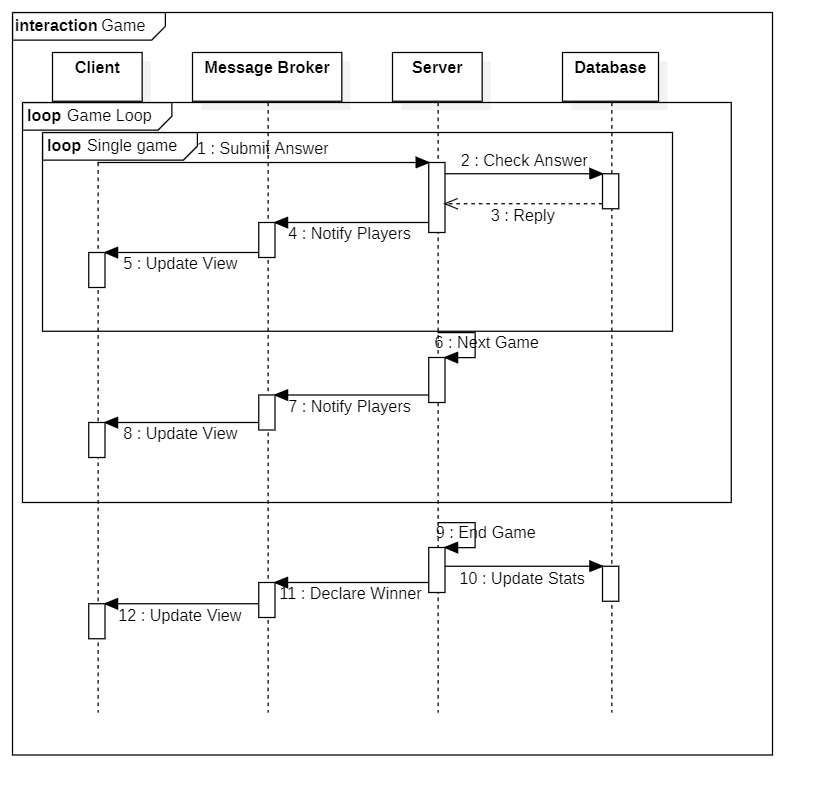 interaction Game
Client
Message Broker
Server
Database
loop Game Loop
loop Single game
1 : Submit Answer
2 : Check Answer
3 : Reply
4 : Notify Players
5 : Update View
6 : Next Game
7 : Notify Players
8 : Update View
9 : End Game
10 : Update Stats
11 : Declare Winner
12 : Update View